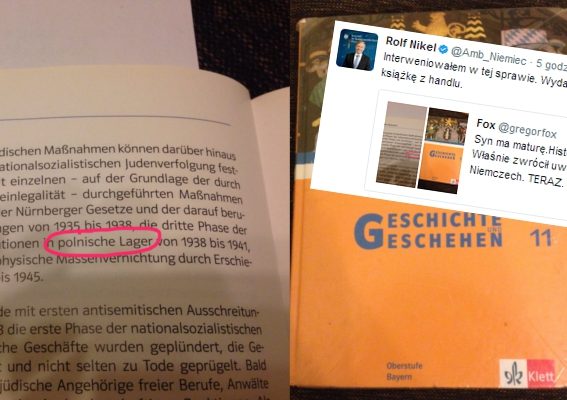 dischen Maßnahmen können darüber hinaus
ationalsozialistischen Judenverfolgung fest-
t einzelnen – auf der Grundlage der durch
einlegalität – durchgeführten Maßnahmen
er Nürnberger Gesetze und der darauf beru-
ngen von 1935 bis 1938, die dritte Phase der
tionen in polnische Lager von 1938 bis 1941,
physische Massenvernichtung durch Erschie-
is 1945.
de mit ersten antisemitischen Ausschreitun-
3 die erste Phase der nationalsozialistischen
che Geschäfte wurden geplündert, die Ge-
t und nicht selten zu Tode geprügelt. Bald
jüdische Angehörige freier Berufe, Anwälte
Rolf Nikel @Amb_Niemiec · 5 godz
Interweniowałem w tej sprawie. Wyda
książkę z handlu.
Fox @gregorfox
Syn ma maturę.Hist
Właśnie zwrócił uw
Niemczech. TERAZ.
GESCHICHTE
UND
GESCHEHEN 11
Oberstufe
Bayern
Klett